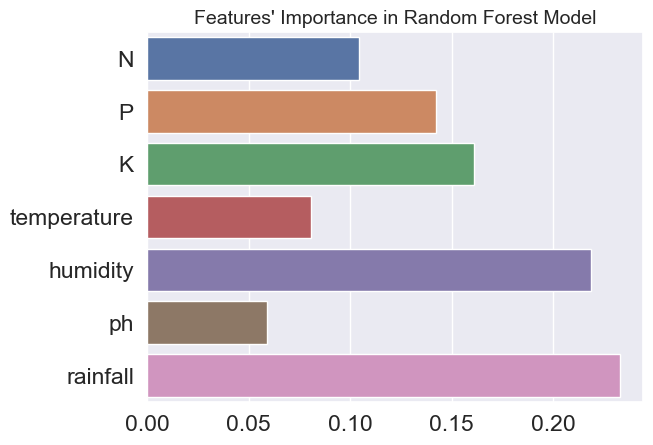 Features' Importance in Random Forest Model
N
P
K
temperature
humidity
ph
rainfall
0.00 0.05 0.10 0.15 0.20